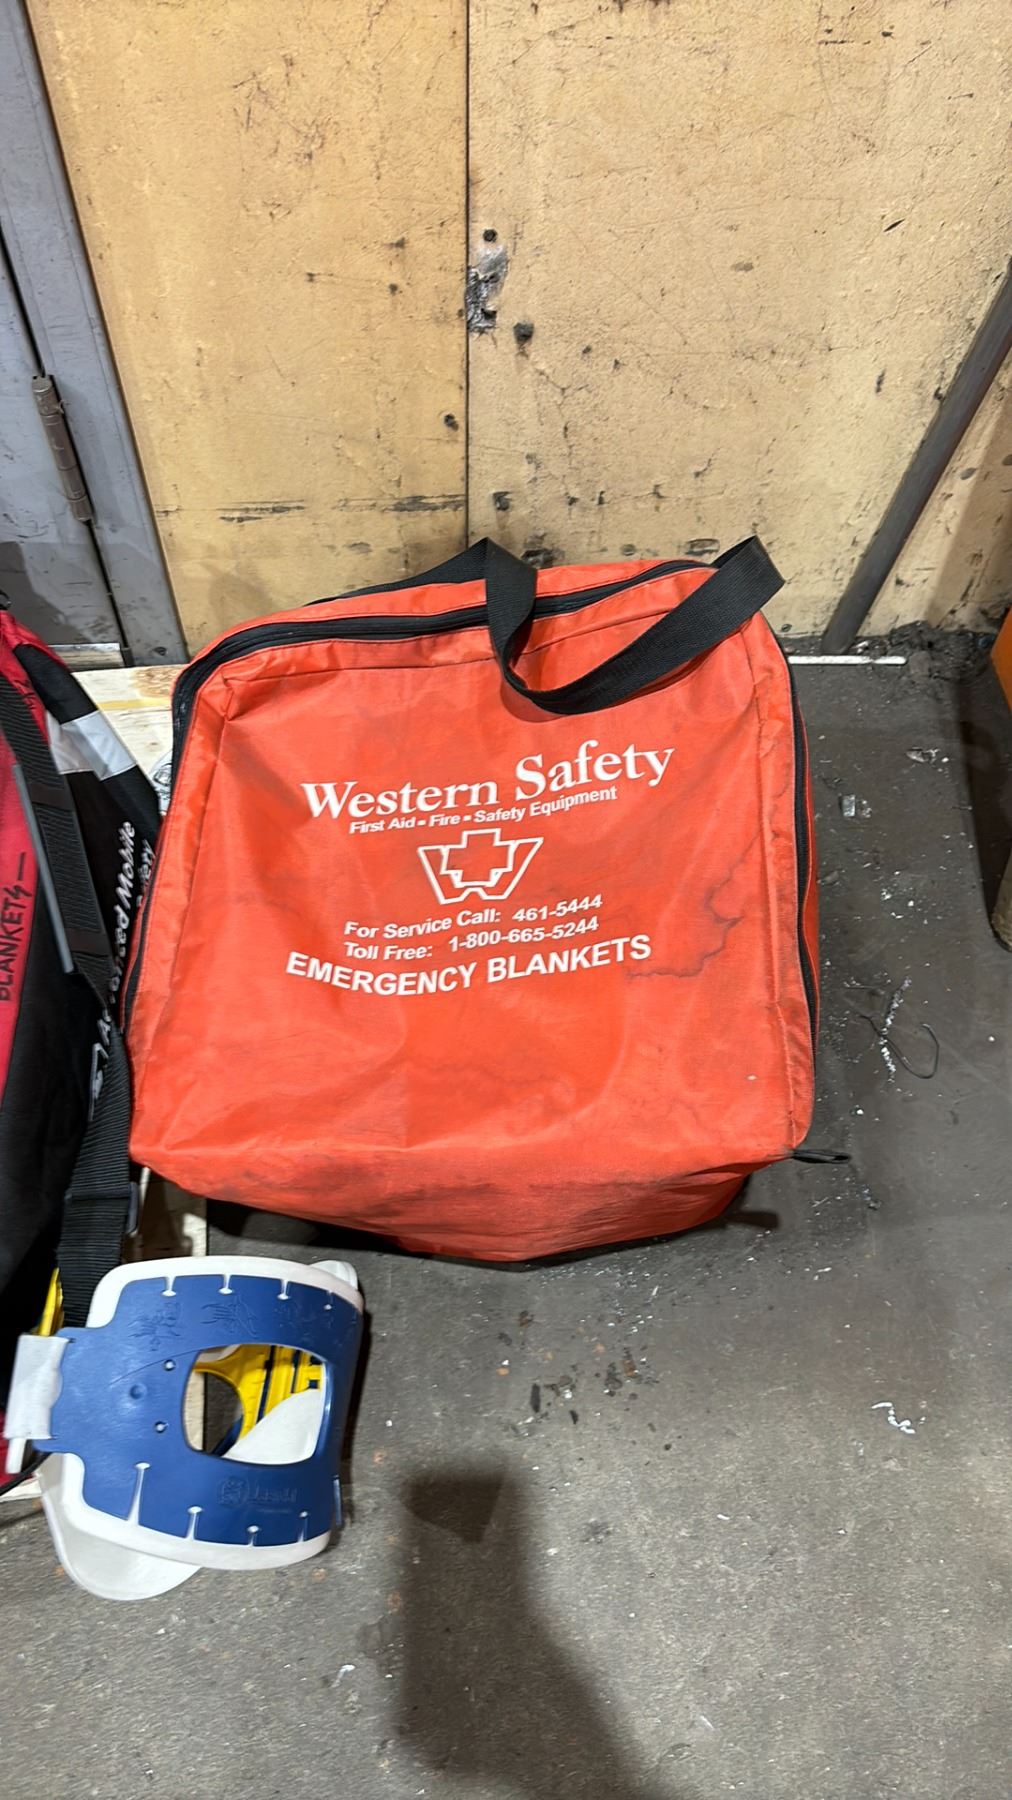 Western Safety
First Aid ▪ Fire ▪ Safety Equipment
For Service Call: 461-5444
Toll Free: 1-800-665-5244
EMERGENCY BLANKETS
BLANKETS
Mobile